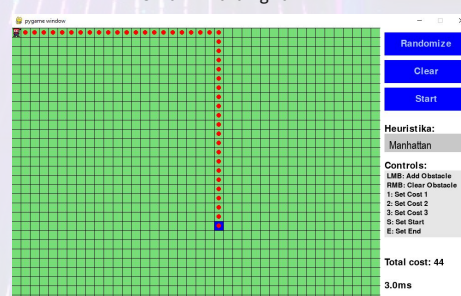 pygame window
Randomize
Clear
Start
Heuristika:
Manhattan
Controls:
LMB: Add Obstacle
RMB: Clear Obstacle
1: Set Cost 1
2: Set Cost 2
3: Set Cost 3
S: Set Start
E: Set End
Total cost: 44
3.0ms